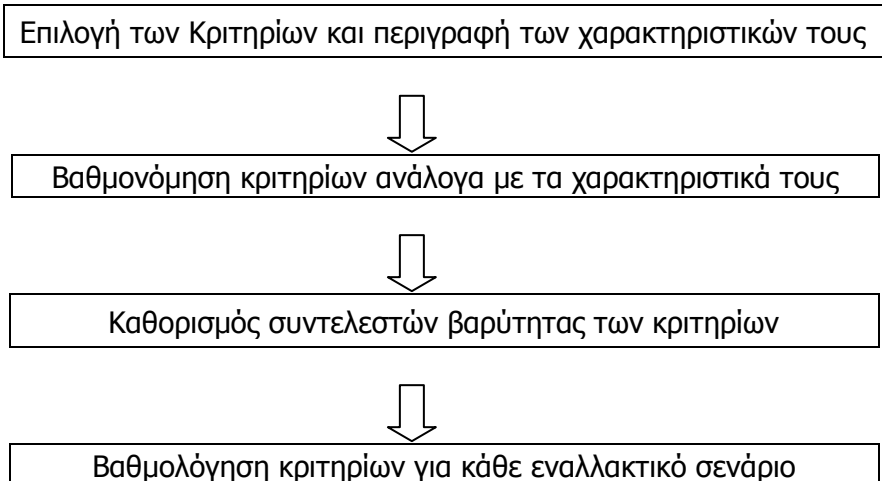 Επιλογή των Κριτηρίων και περιγραφή των χαρακτηριστικών τους
Βαθμονόμηση κριτηρίων ανάλογα με τα χαρακτηριστικά τους
Καθορισμός συντελεστών βαρύτητας των κριτηρίων
Βαθμολόγηση κριτηρίων για κάθε εναλλακτικό σενάριο